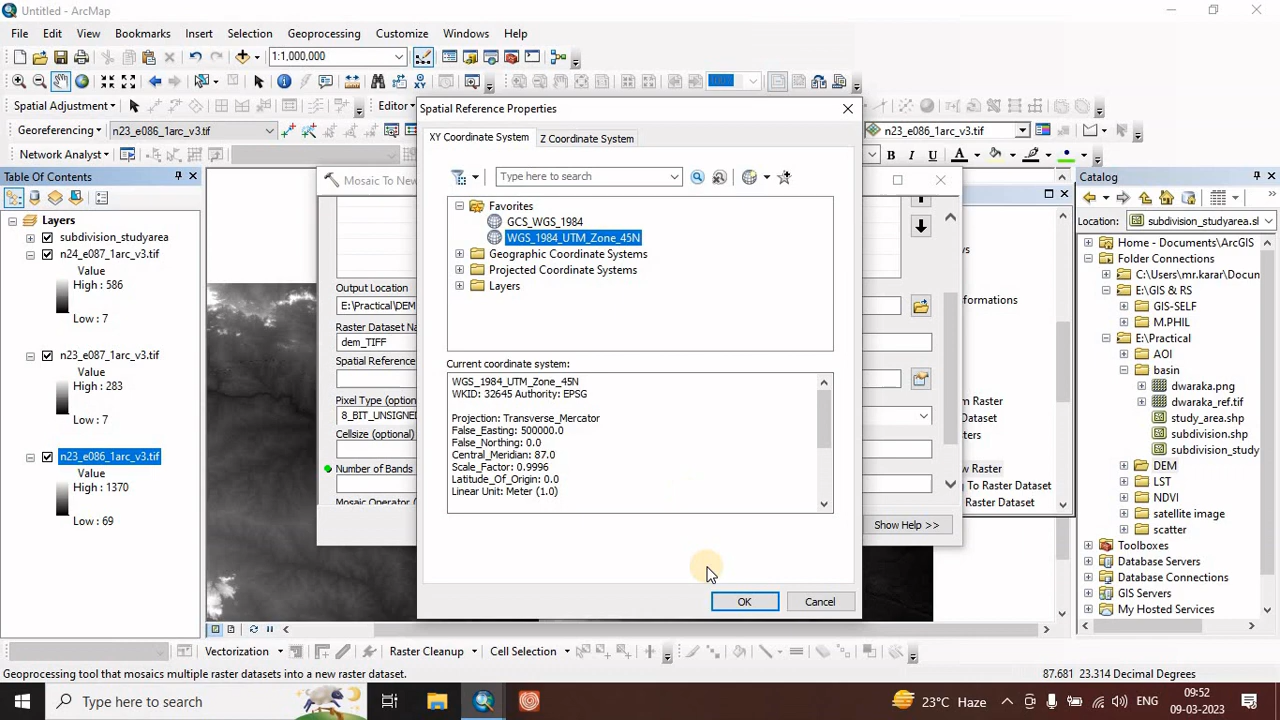 Untitled - ArcMap
File Edit View Bookmarks Insert Selection Geoprocessing Customize Windows Help
1:1,000,000
Spatial Adjustment Editor
Georeferencing n23_e086_1arc_v3.tif n23_e086_1arc_v3.tif
Network Analyst B I U A
Table Of Contents
Layers
subdivision_studyarea
n24_e087_1arc_v3.tif
Value
High : 586
Low : 7
n23_e087_1arc_v3.tif
Value
High : 283
Low : 7
n23_e086_1arc_v3.tif
Value
High : 1370
Low : 69
Mosaic To New
Output Location
E:\Practical\DEM
Raster Dataset Na
dem_TIFF
Spatial Reference
Pixel Type (optional)
8_BIT_UNSIGNED
Cellsize (optional)
Number of Bands
Mosaic Operator
Show Help >>
Spatial Reference Properties
XY Coordinate System Z Coordinate System
Type here to search
Favorites
GCS_WGS_1984
WGS_1984_UTM_Zone_45N
Geographic Coordinate Systems
Projected Coordinate Systems
Layers
Current coordinate system:
WGS_1984_UTM_Zone_45N
WKID: 32645 Authority: EPSG
Projection: Transverse_Mercator
False_Easting: 500000.0
False_Northing: 0.0
Central_Meridian: 87.0
Scale_Factor: 0.9996
Latitude_Of_Origin: 0.0
Linear Unit: Meter (1.0)
OK Cancel
ormations
om Raster
Dataset
w Raster
To Raster Dataset
Raster Dataset
Catalog
Location: subdivision_studyarea.sl
Home - Documents\ArcGIS
Folder Connections
C:\Users\mr.karar\Docun
E:\GIS & RS
GIS-SELF
M.PHIL
E:\Practical
AOI
basin
dwaraka.png
dwaraka_ref.tif
study_area.shp
subdivision.shp
subdivision_study
DEM
LST
NDVI
satellite image
scatter
Toolboxes
Database Servers
Database Connections
GIS Servers
My Hosted Services
Vectorization Raster Cleanup Cell Selection
Geoprocessing tool that mosaics multiple raster datasets into a new raster dataset. 87.681 23.314 Decimal Degrees
Type here to search 23°C Haze ENG 09:52
09-03-2023